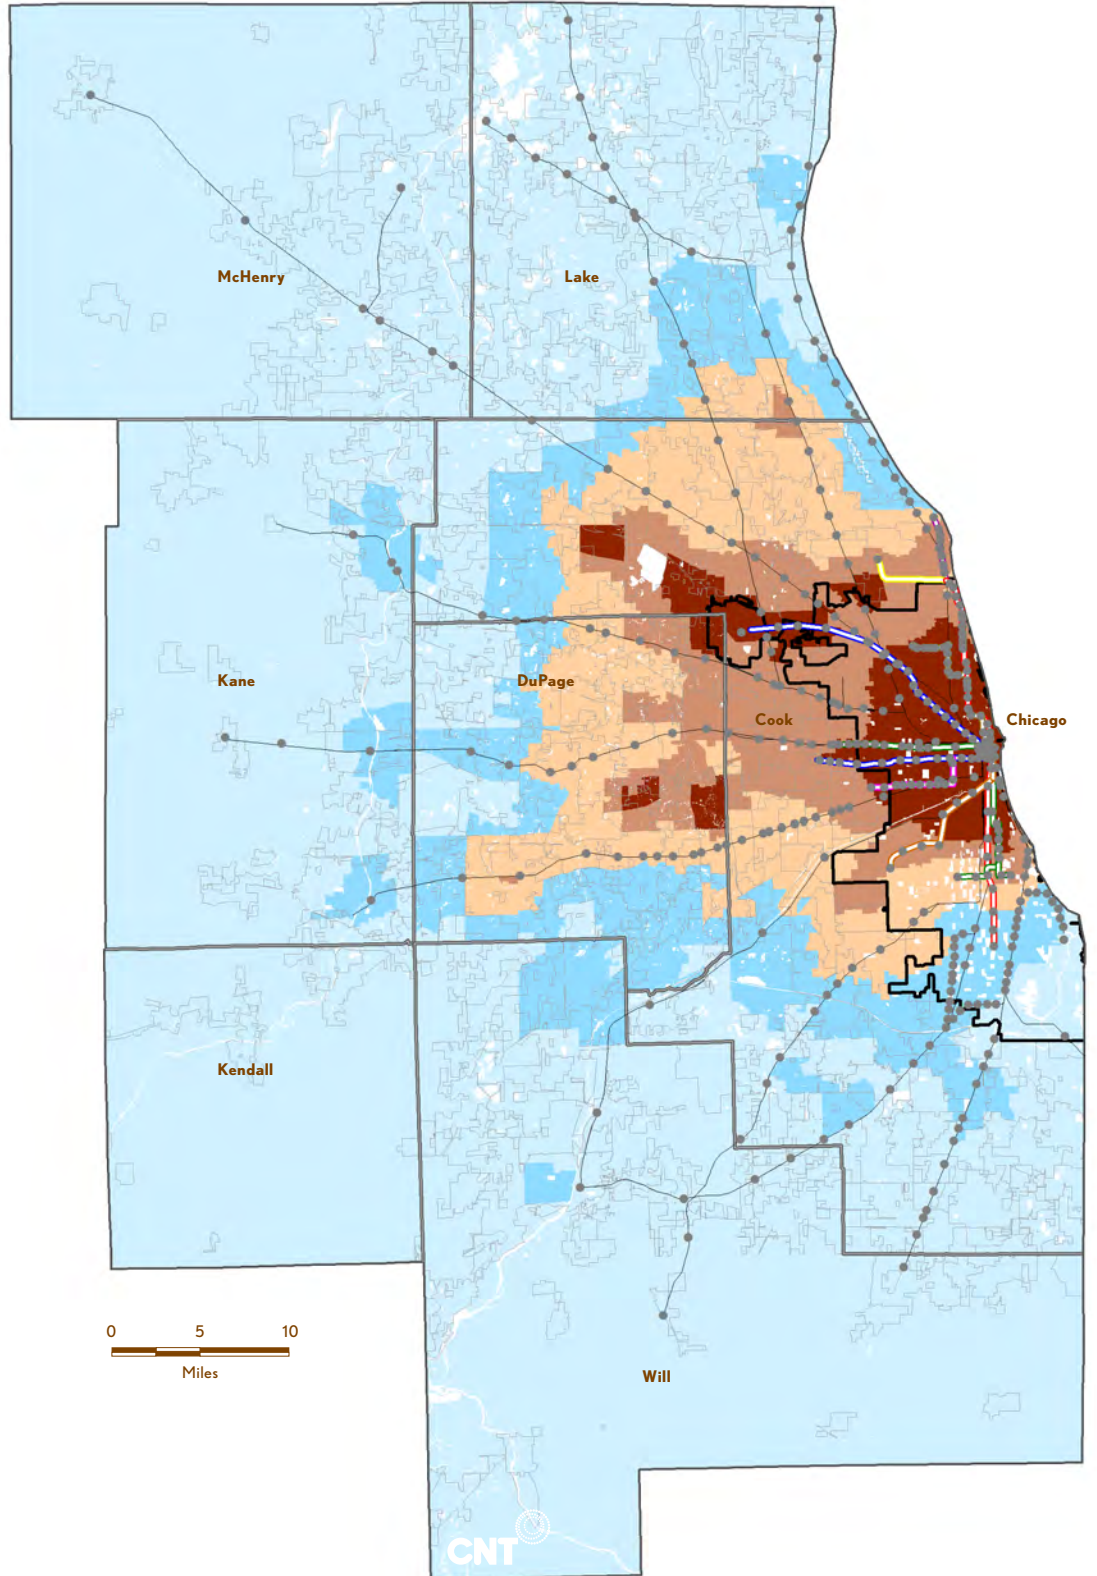 McHenry
Lake
Kane
DuPage
Cook
Chicago
Kendall
0 5 10
Miles
Will
CNT